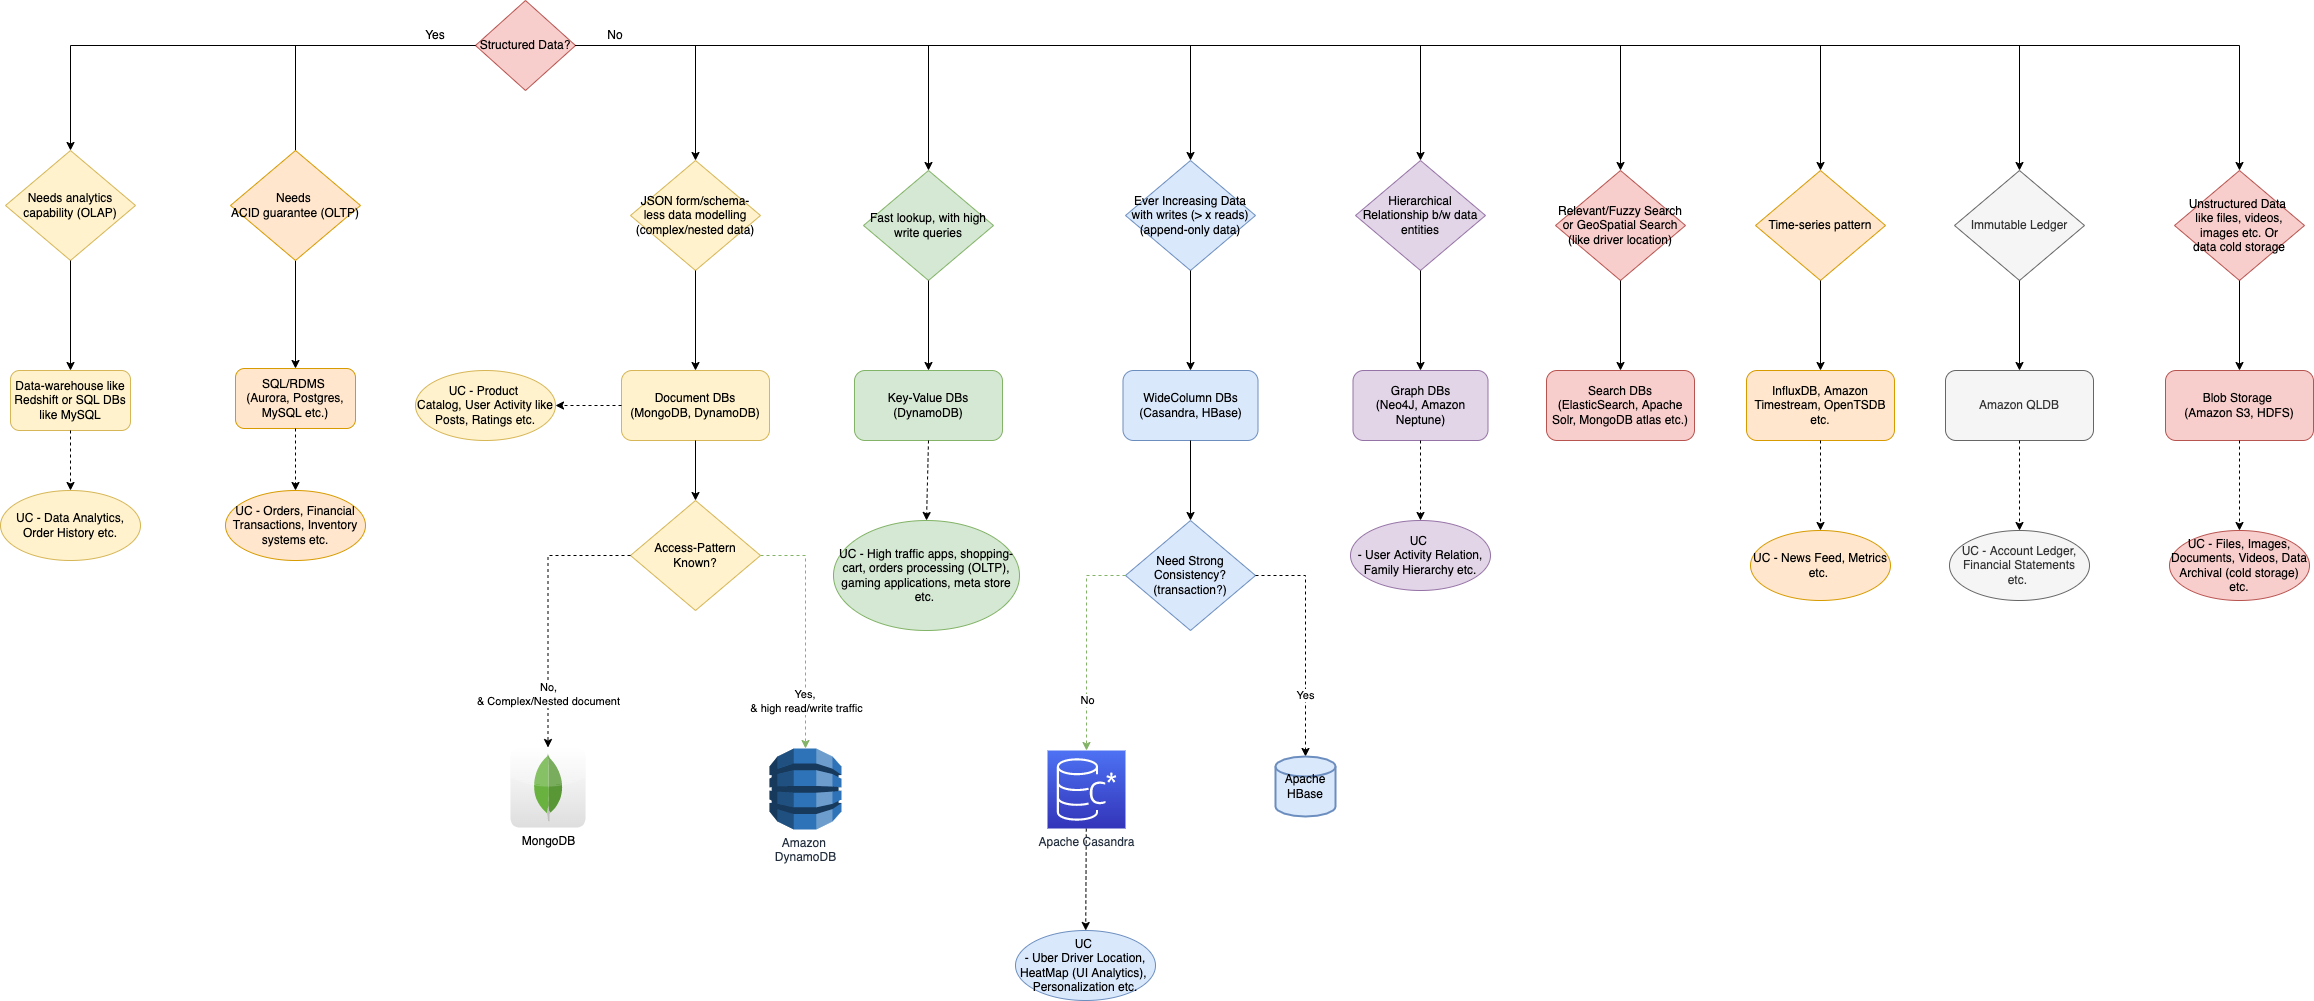 Yes
Structured Data?
No
Needs analytics
capability (OLAP)
Needs
ACID guarantee (OLTP)
JSON form/schema-
less data modelling
(complex/nested data)
Fast lookup, with high
write queries
Ever Increasing Data
with writes (> x reads)
(append-only data)
Hierarchical
Relationship b/w data
entities
Relevant/Fuzzy Search
or GeoSpatial Search
(like driver location)
Time-series pattern
Immutable Ledger
Unstructured Data
like files, videos,
images etc. Or
data cold storage
Data-warehouse like
Redshift or SQL DBs
like MySQL
SQL/RDMS
(Aurora, Postgres,
MySQL etc.)
UC - Product
Catalog, User Activity like
Posts, Ratings etc.
Document DBs
(MongoDB, DynamoDB)
Key-Value DBs
(DynamoDB)
WideColumn DBs
(Casandra, HBase)
Graph DBs
(Neo4J, Amazon
Neptune)
Search DBs
(ElasticSearch, Apache
Solr, MongoDB atlas etc.)
InfluxDB, Amazon
Timestream, OpenTSDB
etc.
Amazon QLDB
Blob Storage
(Amazon S3, HDFS)
UC - Data Analytics,
Order History etc.
UC - Orders, Financial
Transactions, Inventory
systems etc.
Access-Pattern
Known?
UC - High traffic apps, shopping-
cart, orders processing (OLTP),
gaming applications, meta store
etc.
Need Strong
Consistency?
(transaction?)
UC
- User Activity Relation,
Family Hierarchy etc.
UC - News Feed, Metrics
etc.
UC - Account Ledger,
Financial Statements
etc.
UC - Files, Images,
Documents, Videos, Data
Archival (cold storage)
etc.
No,
& Complex/Nested document
Yes,
& high read/write traffic
No
Yes
MongoDB
Amazon
DynamoDB
C*
Apache Casandra
Apache
HBase
UC
- Uber Driver Location,
HeatMap (UI Analytics),
Personalization etc.